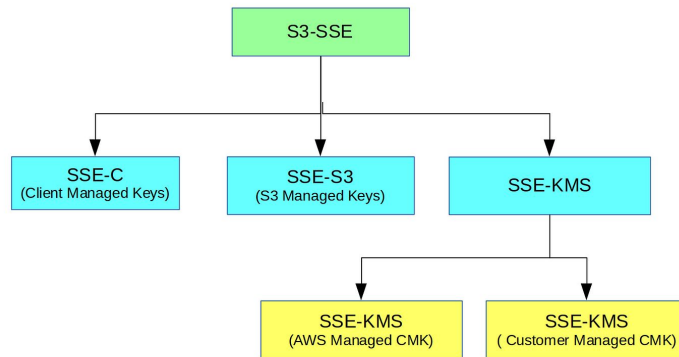 S3-SSE
SSE-C
(Client Managed Keys)
SSE-S3
(S3 Managed Keys)
SSE-KMS
SSE-KMS
(AWS Managed CMK)
SSE-KMS
( Customer Managed CMK)